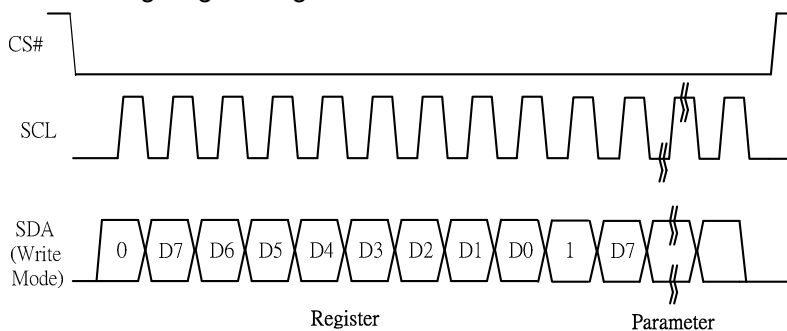 CS#
SCL
SDA
(Write
Mode)
0 D7 D6 D5 D4 D3 D2 D1 D0 1 D7
Register Parameter